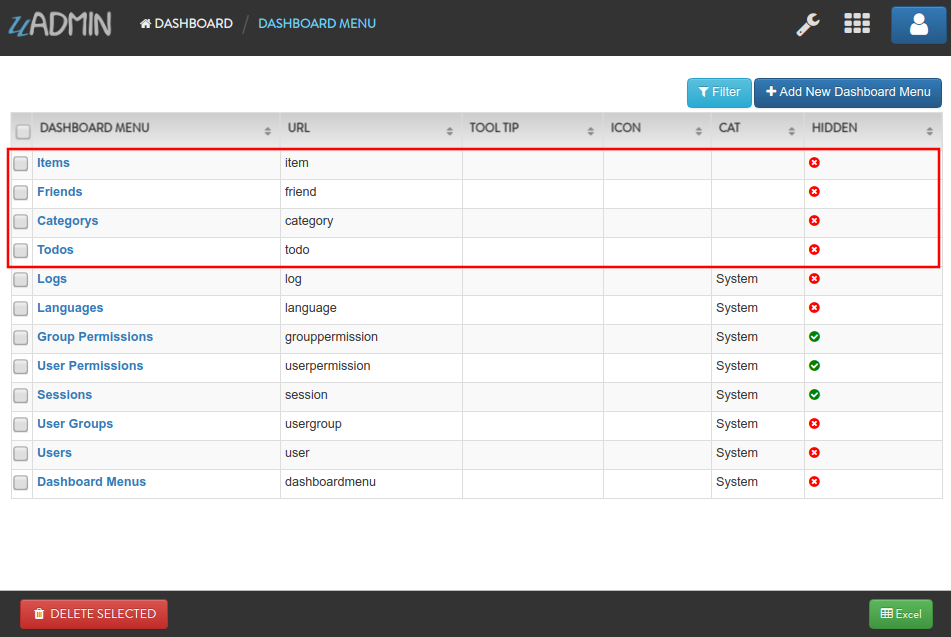 uADMIN DASHBOARD / DASHBOARD MENU
Filter + Add New Dashboard Menu
DASHBOARD MENU URL TOOL TIP ICON CAT HIDDEN
Items item
Friends friend
Categorys category
Todos todo
Logs log System
Languages language System
Group Permissions grouppermission System
User Permissions userpermission System
Sessions session System
User Groups usergroup System
Users user System
Dashboard Menus dashboardmenu System
DELETE SELECTED Excel